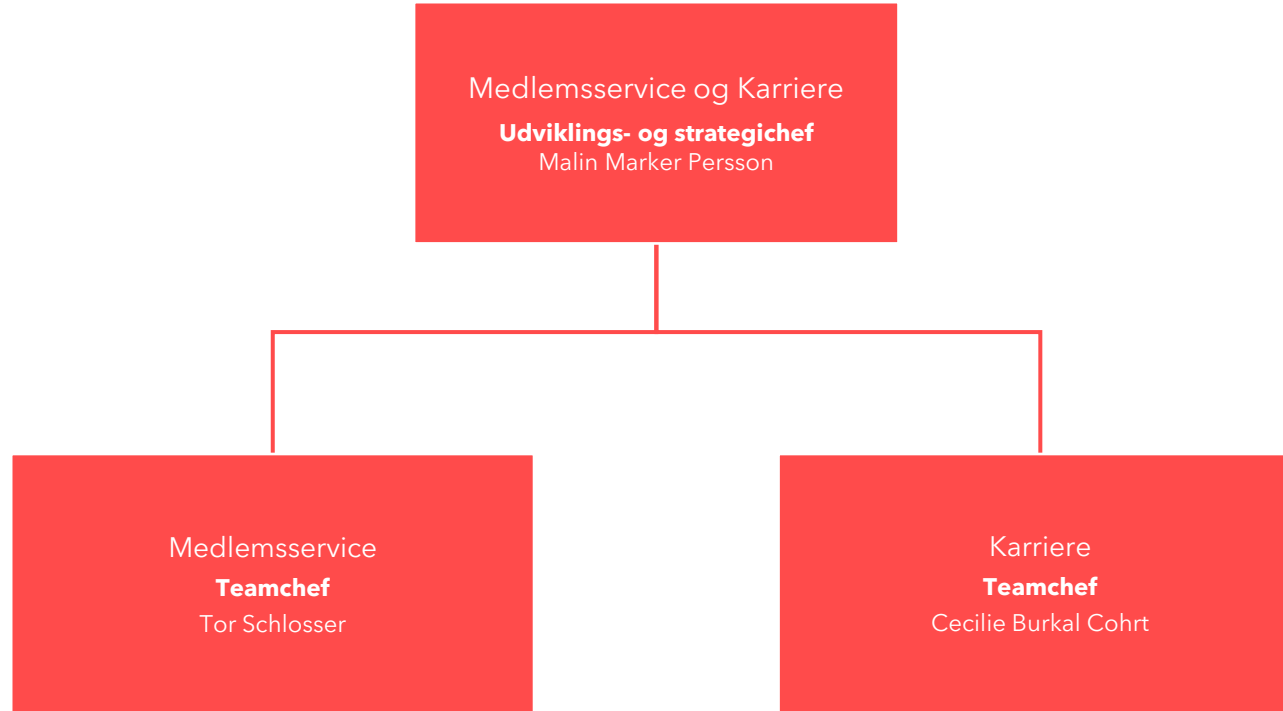 Medlemsservice og Karriere
Udviklings- og strategichef
Malin Marker Persson
Medlemsservice
Teamchef
Tor Schlosser
Karriere
Teamchef
Cecilie Burkal Cohrt